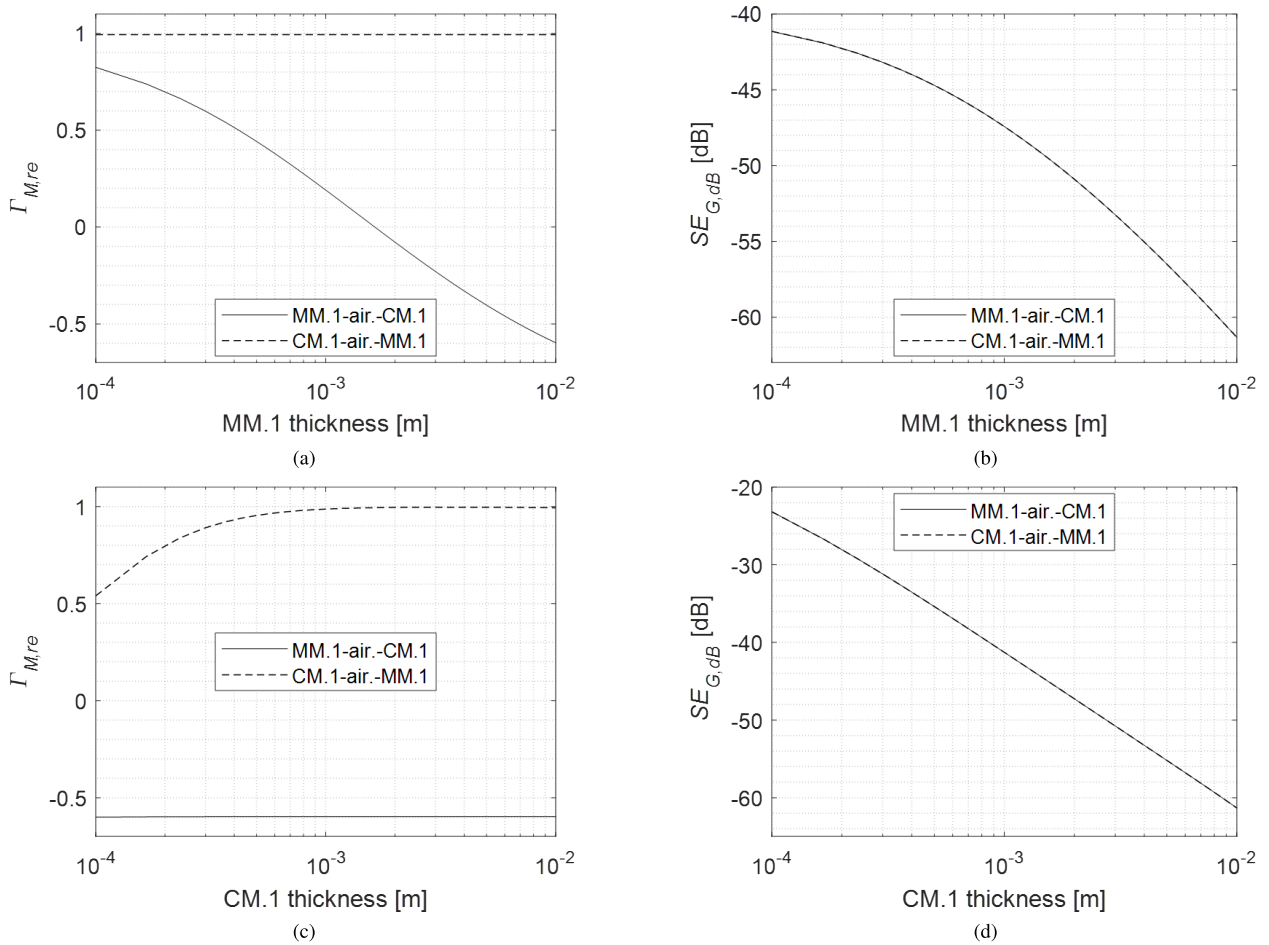 1
0.5
0
-0.5
Γ M,re
MM.1-air.-CM.1
CM.1-air.-MM.1
10-4
10-3
10-2
MM.1 thickness [m]
(a)
-40
-45
-50
-55
-60
SE G,dB [dB]
MM.1-air.-CM.1
CM.1-air.-MM.1
10-4
10-3
10-2
MM.1 thickness [m]
(b)
1
0.5
0
-0.5
Γ M,re
MM.1-air.-CM.1
CM.1-air.-MM.1
10-4
10-3
10-2
CM.1 thickness [m]
(c)
-20
-30
-40
-50
-60
SE G,dB [dB]
MM.1-air.-CM.1
CM.1-air.-MM.1
10-4
10-3
10-2
CM.1 thickness [m]
(d)